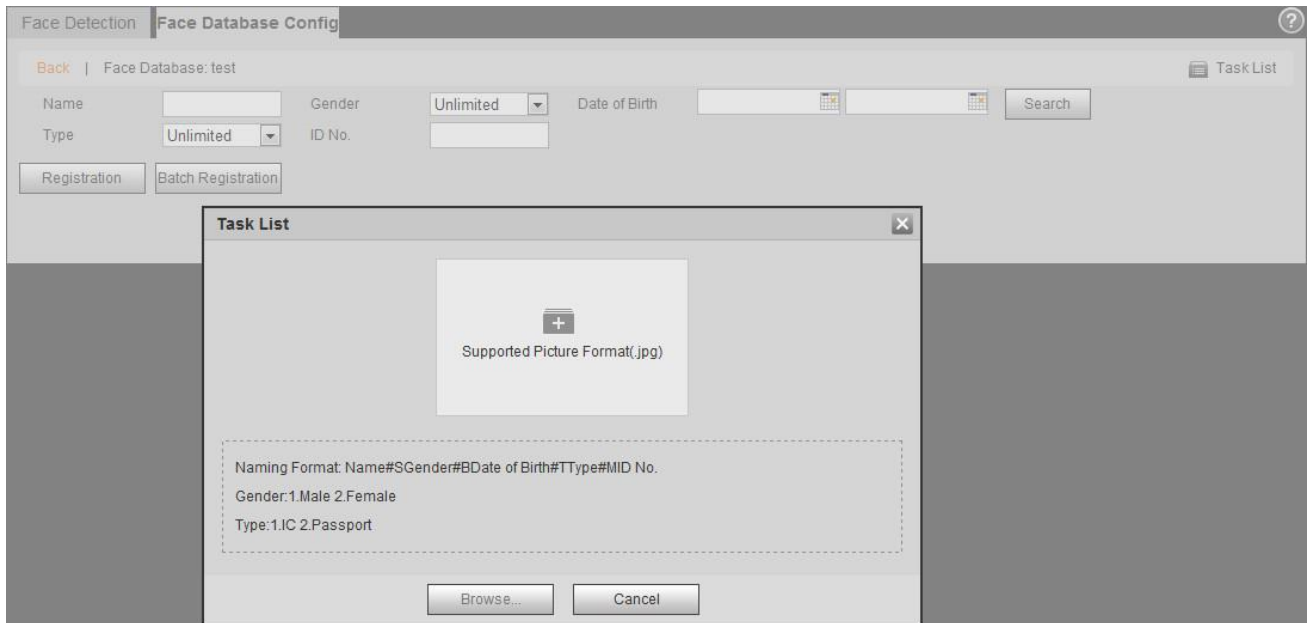 Face Detection Face Database Config ?
Back | Face Database: test Task List
Name Gender Unlimited Date of Birth Search
Type Unlimited ID No.
Registration Batch Registration
Task List
Supported Picture Format(.jpg)
Naming Format: Name#SGender#BDate of Birth#TType#MID No.
Gender:1.Male 2.Female
Type:1.IC 2.Passport
Browse... Cancel